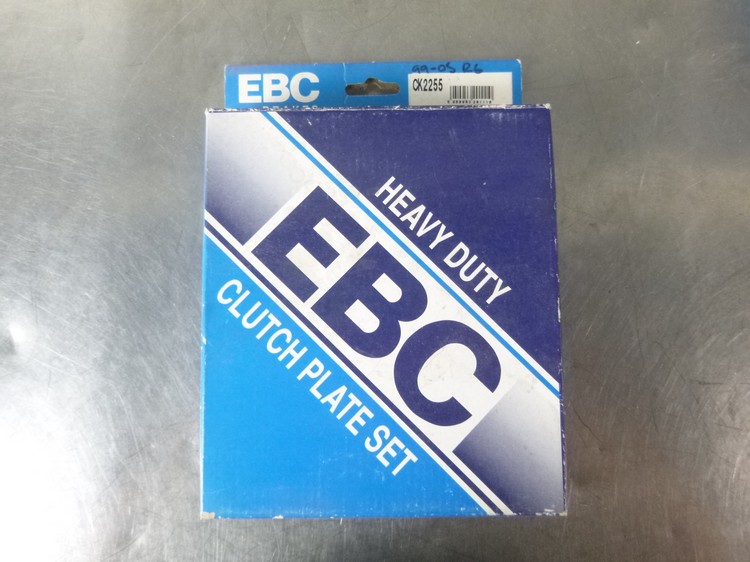 99-05 R6
EBC
CK2255
HEAVY DUTY
EBC
CLUTCH PLATE SET